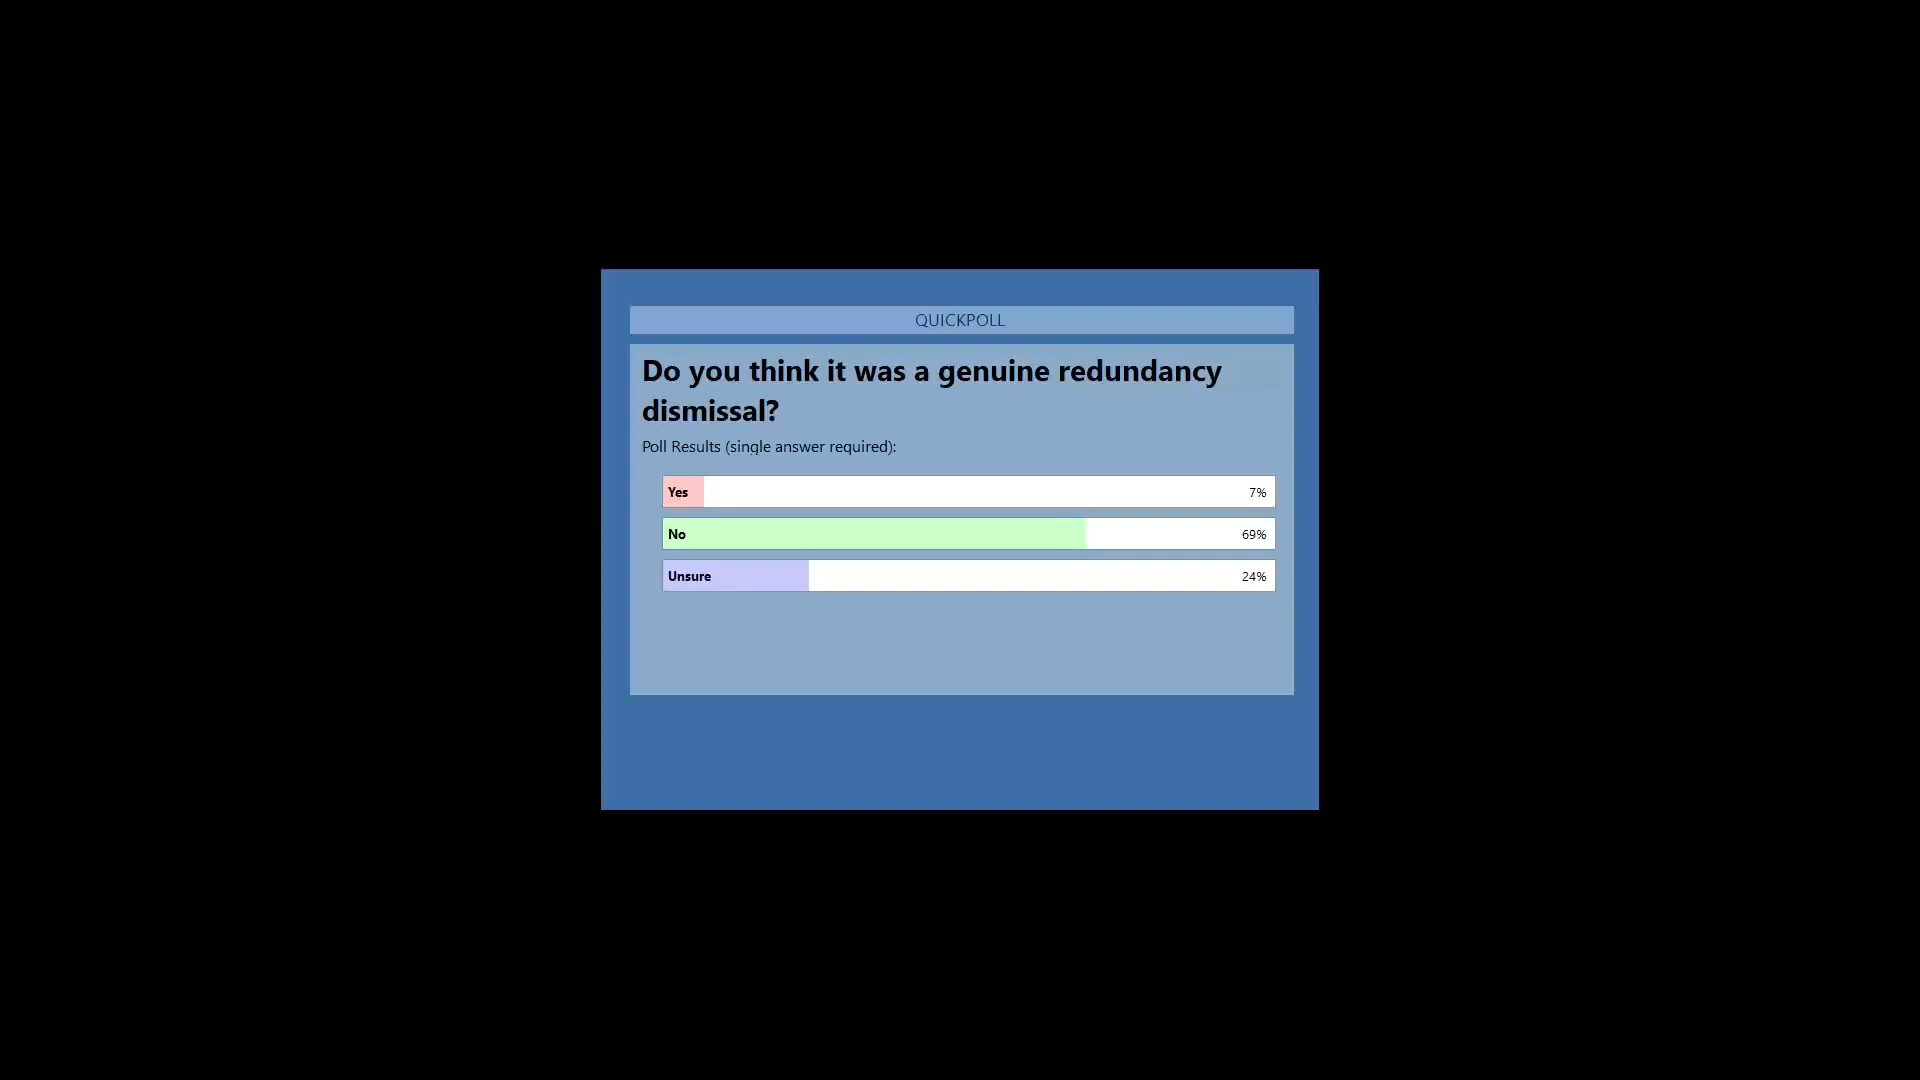 QUICKPOLL
Do you think it was a genuine redundancy
dismissal?
Poll Results (single answer required):
Yes 7%
No 69%
Unsure 24%